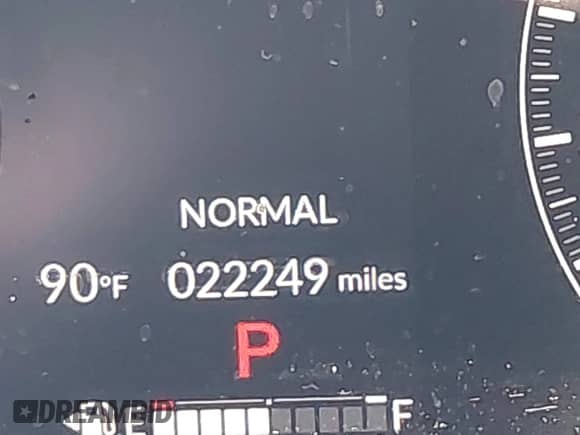 NORMAL
90°F 022249 miles
P
E F
DREAMBID